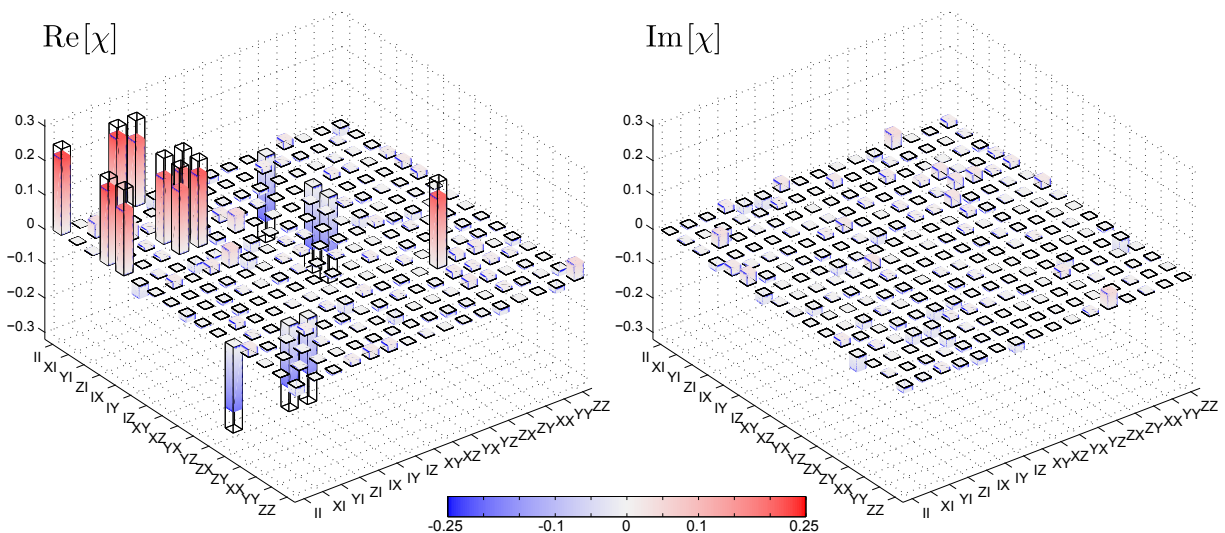 Re[χ]
Im[χ]
0.3
0.2
0.1
0
−0.1
−0.2
−0.3
II
XI
YI
ZI
IX
IY
IZ
XY
XZ
YX
YZ
ZX
ZY
XX
YY
ZZ
II
XI
YI
ZI
IX
IY
IZ
XY
XZ
YX
YZ
ZX
ZY
XX
YY
ZZ
0.3
0.2
0.1
0
−0.1
−0.2
−0.3
II
XI
YI
ZI
IX
IY
IZ
XY
XZ
YX
YZ
ZX
ZY
XX
YY
ZZ
II
XI
YI
ZI
IX
IY
IZ
XY
XZ
YX
YZ
ZX
ZY
XX
YY
ZZ
-0.25 -0.1 0 0.1 0.25